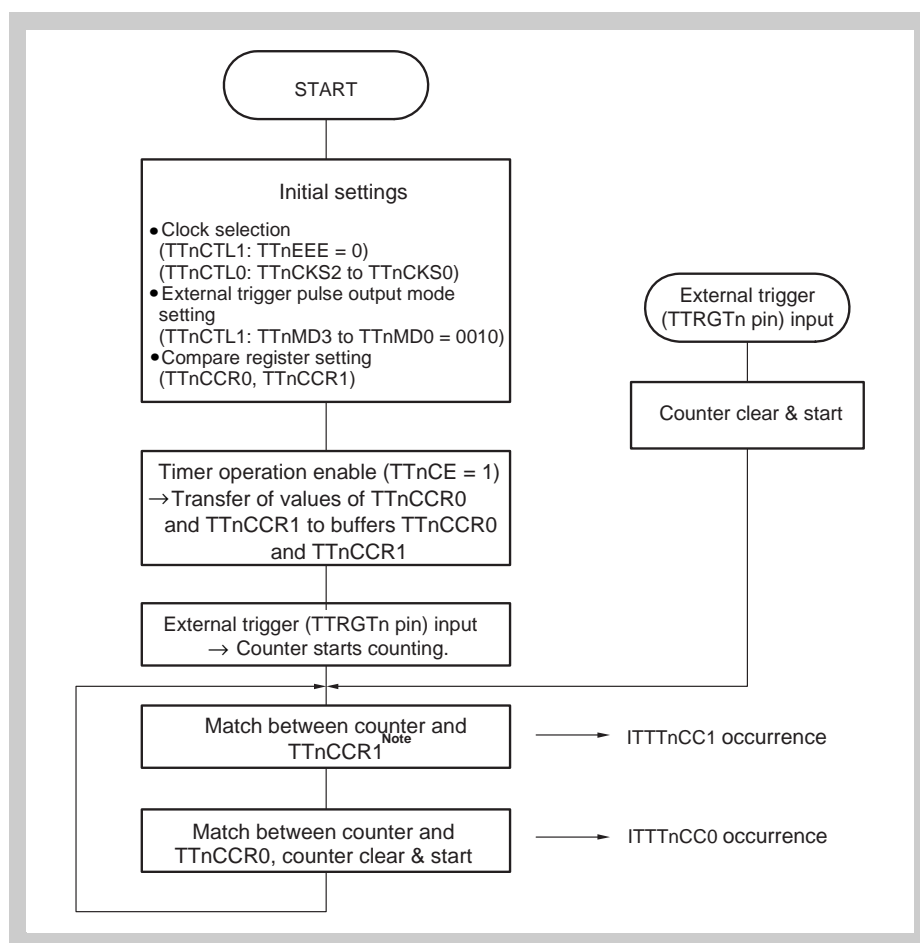 START
Initial settings
●Clock selection
(TTnCTL1: TTnEEE = 0)
(TTnCTL0: TTnCKS2 to TTnCKS0)
●External trigger pulse output mode
setting
(TTnCTL1: TTnMD3 to TTnMD0 = 0010)
●Compare register setting
(TTnCCR0, TTnCCR1)
Timer operation enable (TTnCE = 1)
→Transfer of values of TTnCCR0
and TTnCCR1 to buffers TTnCCR0
and TTnCCR1
External trigger (TTRGTn pin) input
→ Counter starts counting.
External trigger
(TTRGTn pin) input
Counter clear & start
Match between counter and
TTnCCR1Note
ITTTnCC1 occurrence
Match between counter and
TTnCCR0, counter clear & start
ITTTnCC0 occurrence